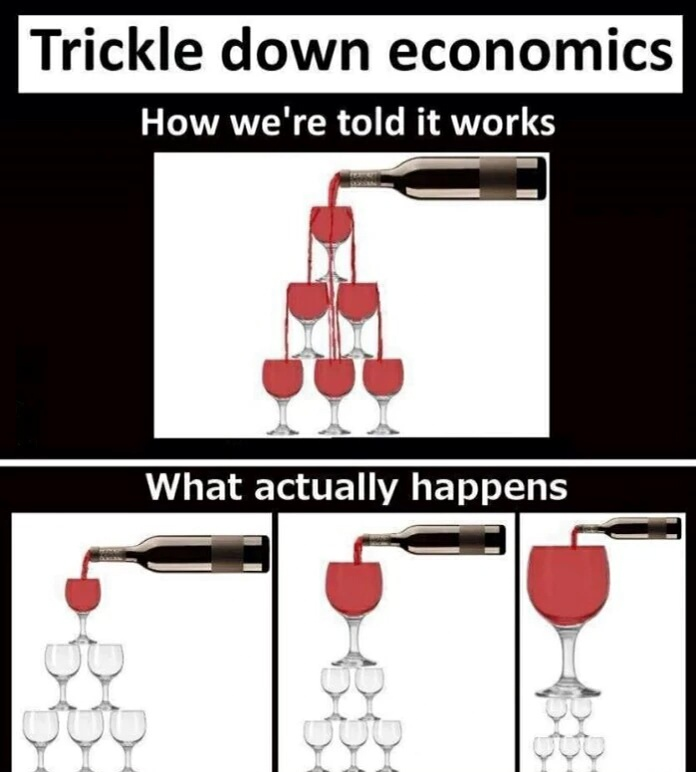 Trickle down economics
How we're told it works
What actually happens